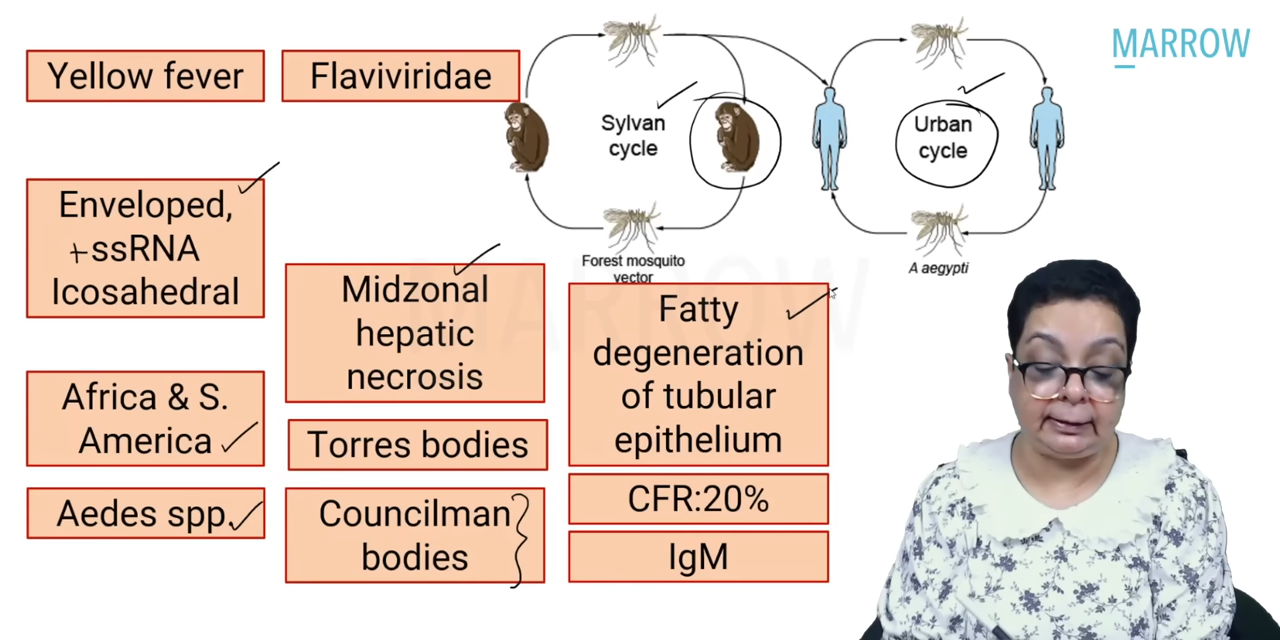 MARROW
Yellow fever
Flaviviridae
Sylvan
cycle
Urban
cycle
Forest mosquito
vector
A aegypti
Enveloped,
+ssRNA
Icosahedral
Africa & S.
America
Aedes spp.
Midzonal
hepatic
necrosis
Torres bodies
Councilman
bodies
Fatty
degeneration
of tubular
epithelium
CFR:20%
IgM
MARROW